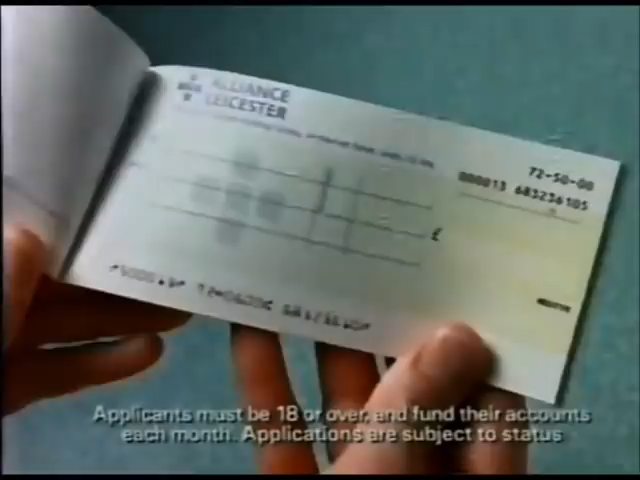 ALLIANCE
LEICESTER
72-50-00
000013 683236105
£
Applicants must be 18 or over, and fund their accounts
each month. Applications are subject to status